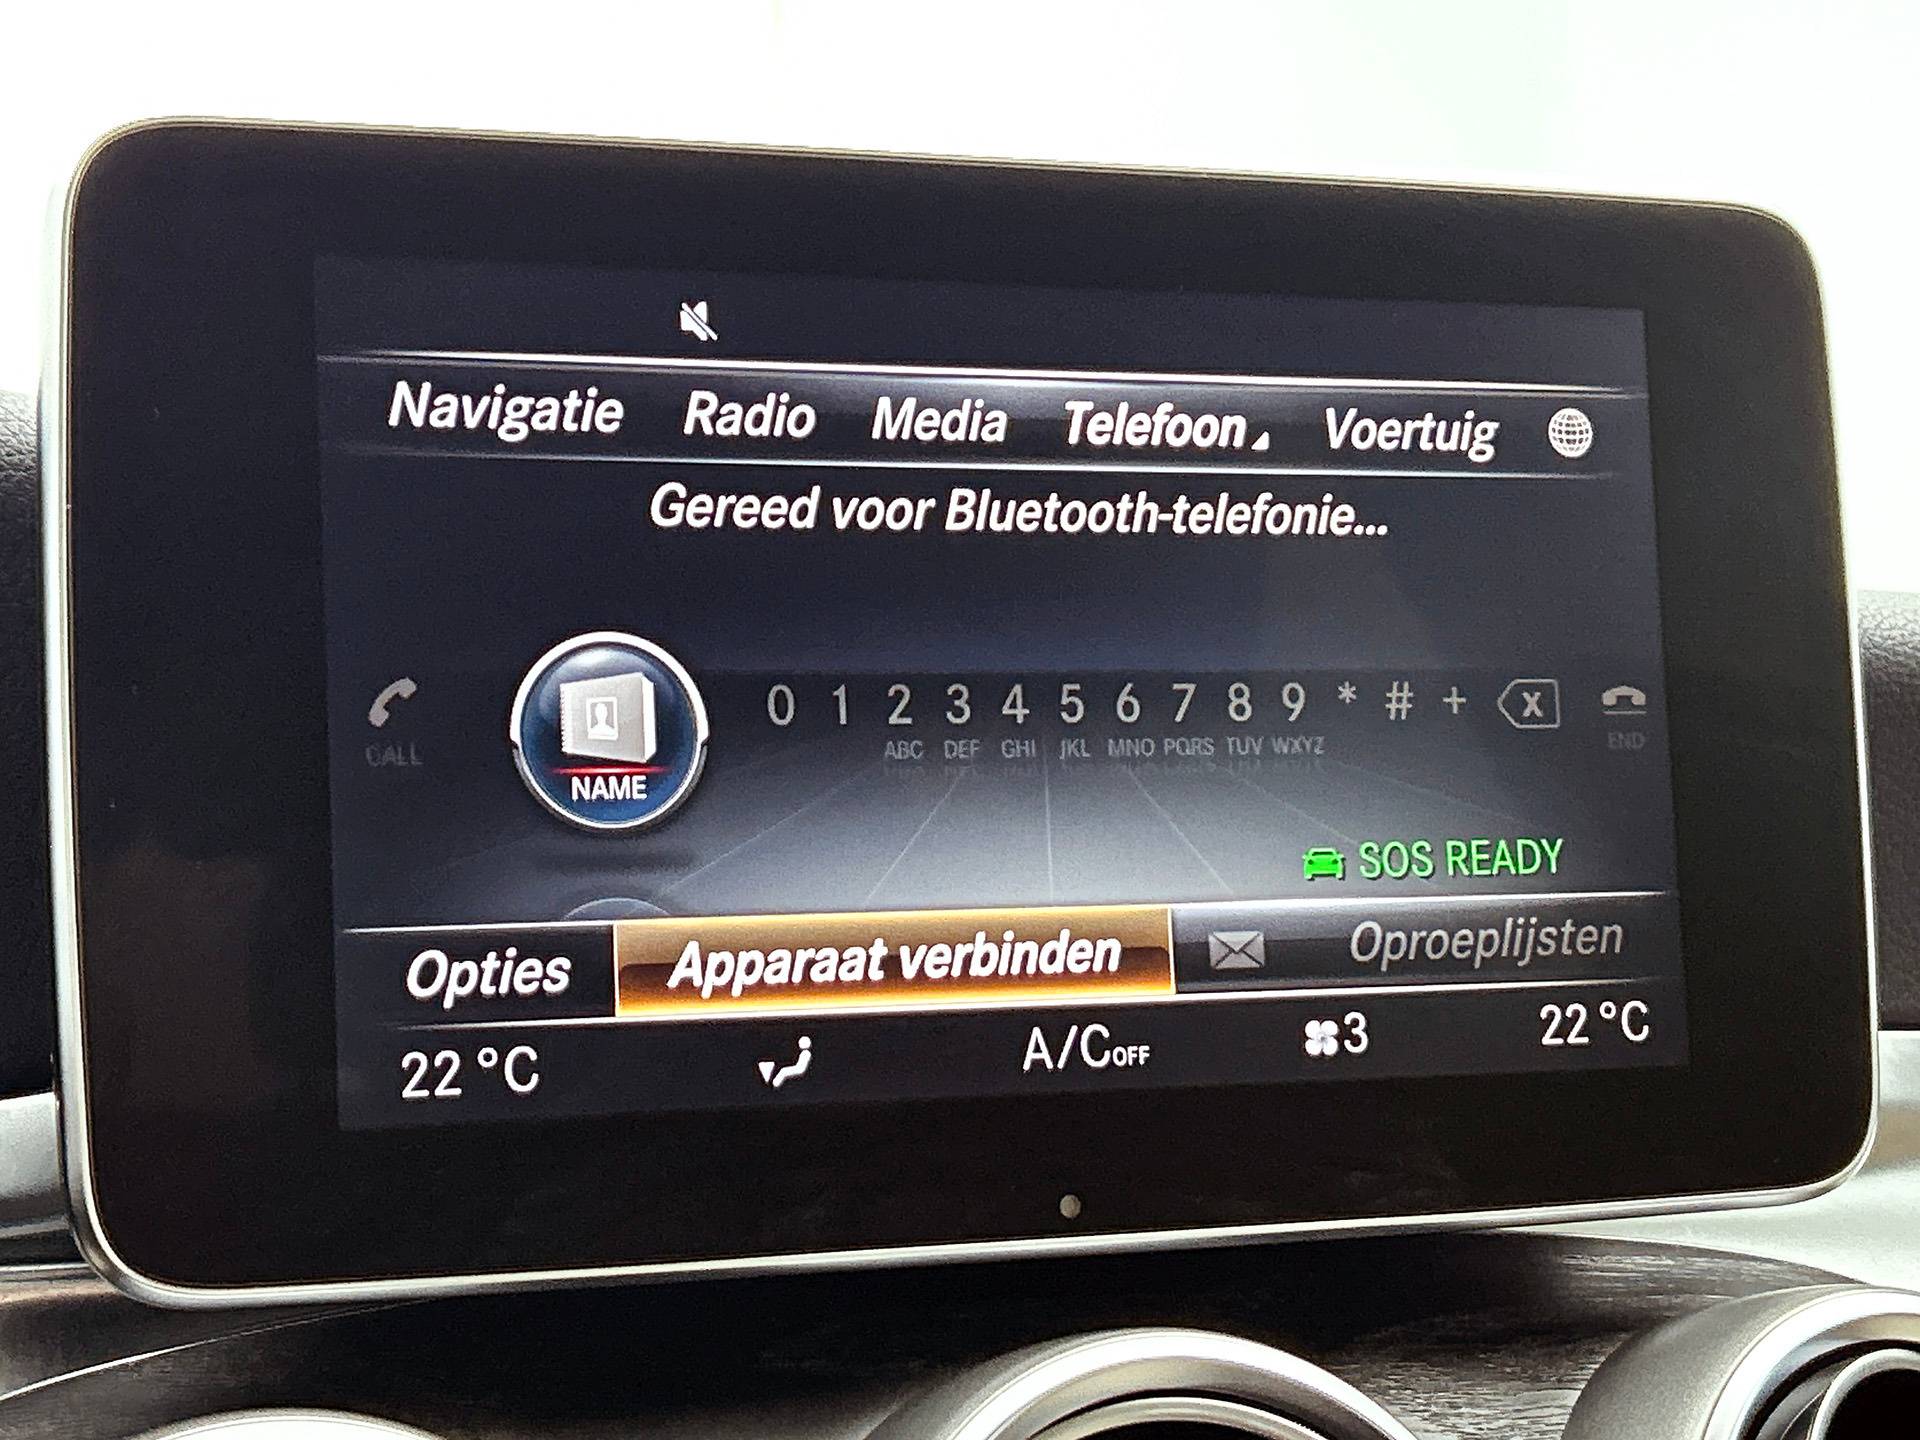 Navigatie Radio Media Telefoon Voertuig
Gereed voor Bluetooth-telefonie...
0 1 2 3 4 5 6 7 8 9 * # + X
CALL NAME ABC DEF GHI JKL MNO PQRS TUV WXYZ END
SOS READY
Opties Apparaat verbinden Oproeplijsten
22 °C A/C OFF 3 22 °C